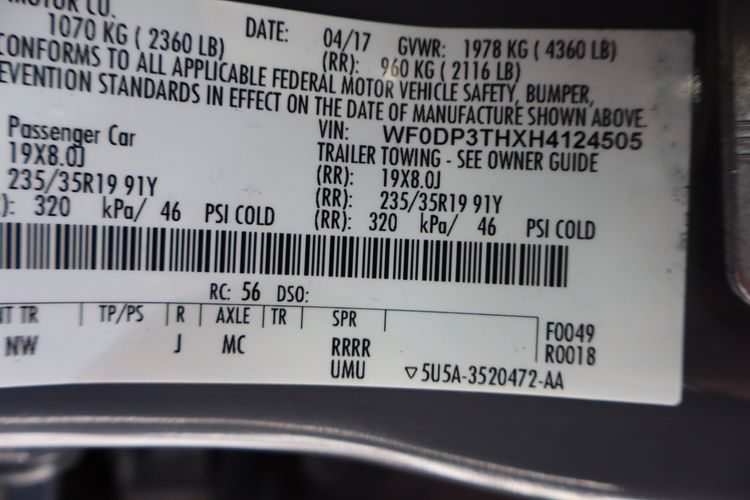 MOTOR CO.
DATE: 04/17 GVWR: 1978 KG ( 4360 LB)
1070 KG ( 2360 LB) (RR): 960 KG ( 2116 LB)
CONFORMS TO ALL APPLICABLE FEDERAL MOTOR VEHICLE SAFETY, BUMPER,
EVENTION STANDARDS IN EFFECT ON THE DATE OF MANUFACTURE SHOWN ABOVE.
VIN: WF0DP3THXH4124505
Passenger Car TRAILER TOWING - SEE OWNER GUIDE
19X8.0J (RR): 19X8.0J
235/35R19 91Y (RR): 235/35R19 91Y
): 320 kPa/ 46 PSI COLD (RR): 320 kPa/ 46 PSI COLD
RC: 56 DSO:
NT TR TP/PS R AXLE TR SPR F0049
NW J MC RRRR R0018
UMU ▽5U5A-3520472-AA